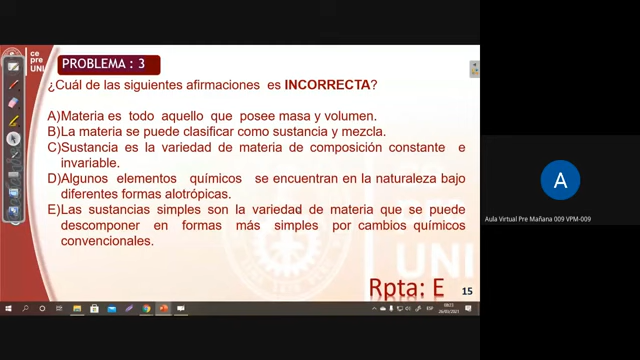 ce
pre
UNI
PROBLEMA : 3
¿Cuál de las siguientes afirmaciones es INCORRECTA?
A)Materia es todo aquello que posee masa y volumen.
B)La materia se puede clasificar como sustancia y mezcla.
C)Sustancia es la variedad de materia de composición constante e
invariable.
D)Algunos elementos químicos se encuentran en la naturaleza bajo
diferentes formas alotrópicas.
E)Las sustancias simples son la variedad de materia que se puede
descomponer en formas más simples por cambios químicos
convencionales.
Rpta: E
15
A
Aula Virtual Pre Mañana 009 VPM-009
ESP
26/03/2021